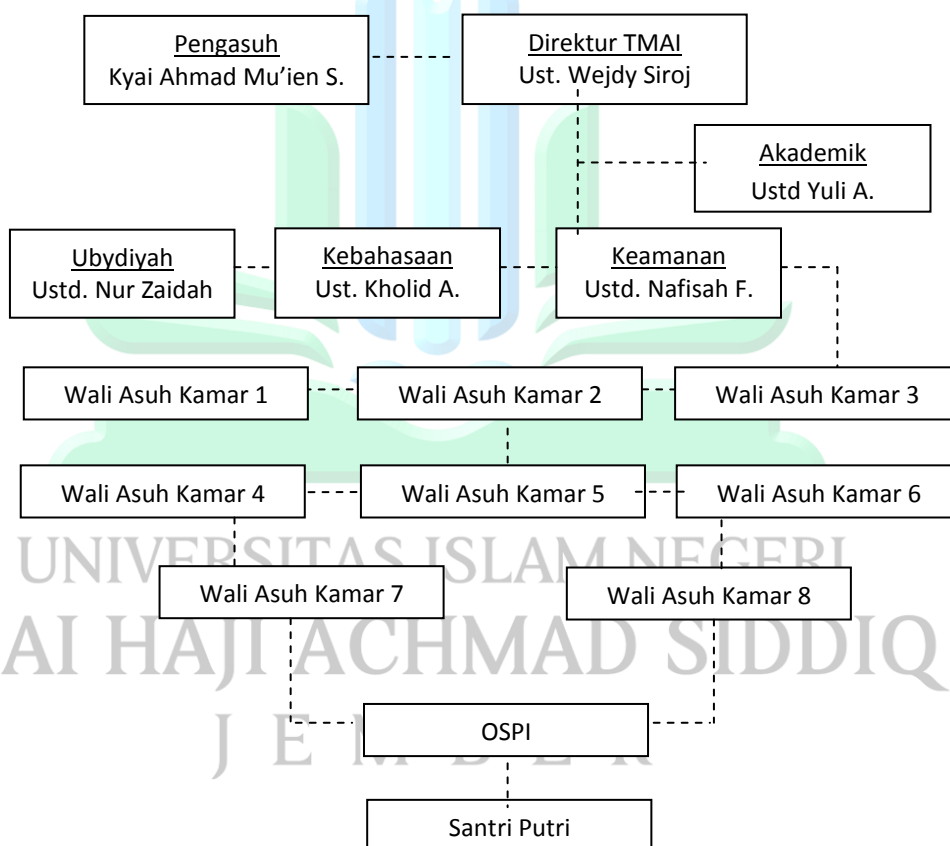 Pengasuh
Kyai Ahmad Mu’ien S.
Direktur TMAI
Ust. Wejdy Siroj
Akademik
Ustd Yuli A.
Ubydiyah
Ustd. Nur Zaidah
Kebahasaan
Ust. Kholid A.
Keamanan
Ustd. Nafisah F.
Wali Asuh Kamar 1
Wali Asuh Kamar 2
Wali Asuh Kamar 3
Wali Asuh Kamar 4
Wali Asuh Kamar 5
Wali Asuh Kamar 6
UNIVERSITAS ISLAM NEGERI
Wali Asuh Kamar 7
Wali Asuh Kamar 8
AI HAJI ACHMAD SIDDIQ
OSPI
JEMBER
Santri Putri